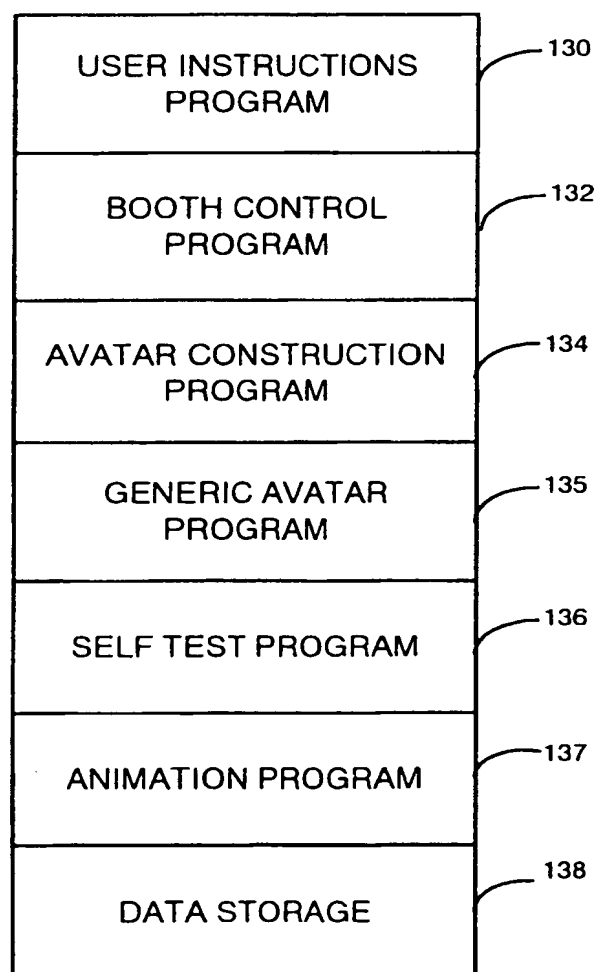 USER INSTRUCTIONS
PROGRAM
130
BOOTH CONTROL
PROGRAM
132
AVATAR CONSTRUCTION
PROGRAM
134
GENERIC AVATAR
PROGRAM
135
SELF TEST PROGRAM
136
ANIMATION PROGRAM
137
DATA STORAGE
138